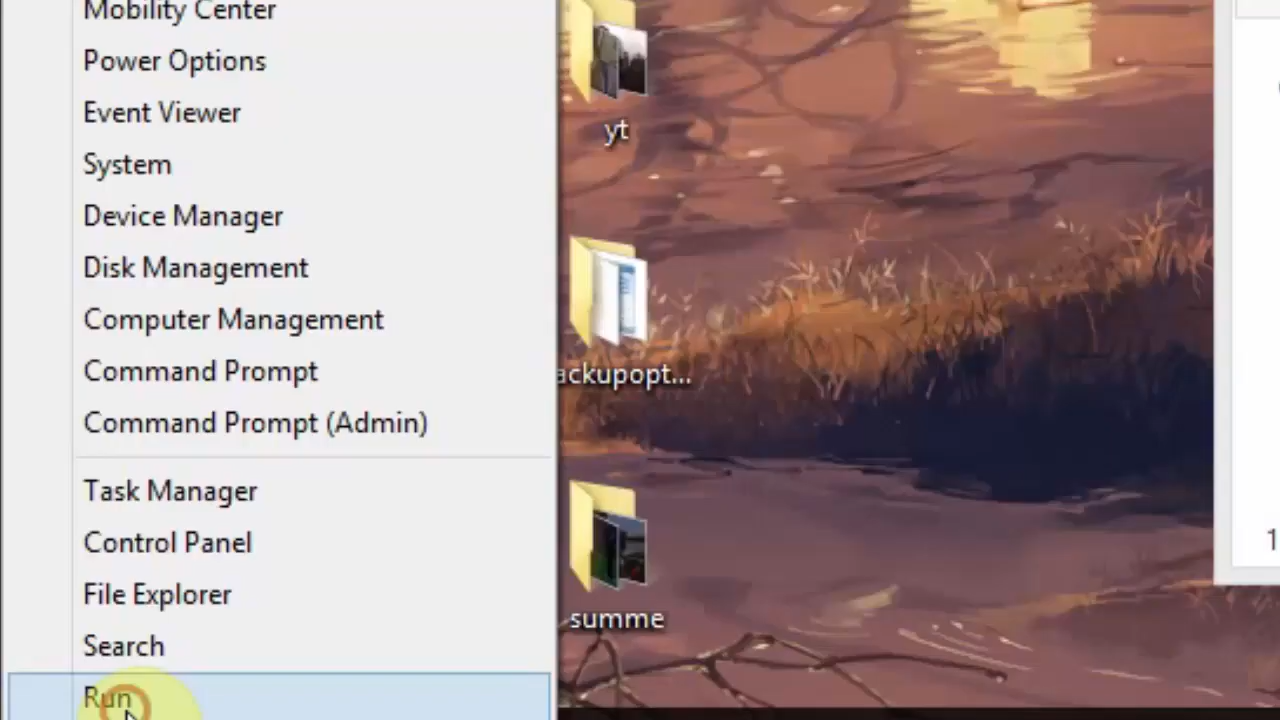 Mobility Center
Power Options
Event Viewer
System
Device Manager
Disk Management
Computer Management
Command Prompt
Command Prompt (Admin)
Task Manager
Control Panel
File Explorer
Search
Run
yt
ackupopt...
summe
1